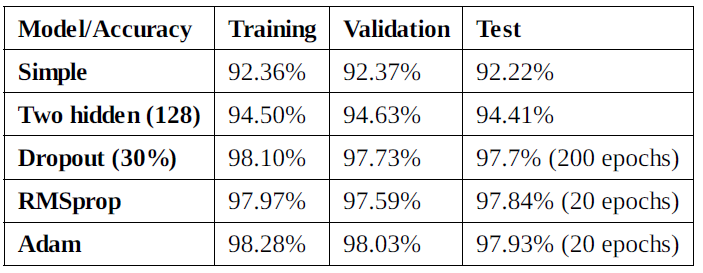 Model/Accuracy Training Validation Test
Simple 92.36% 92.37% 92.22%
Two hidden (128) 94.50% 94.63% 94.41%
Dropout (30%) 98.10% 97.73% 97.7% (200 epochs)
RMSprop 97.97% 97.59% 97.84% (20 epochs)
Adam 98.28% 98.03% 97.93% (20 epochs)